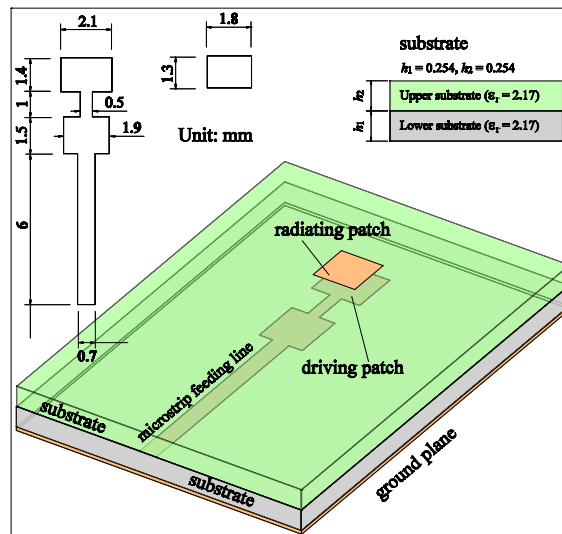 2.1
1.8
1.4
1.3
1
0.5
1.5
1.9
Unit: mm
6
0.7
substrate
h1 = 0.254, h2 = 0.254
h2
Upper substrate (εr = 2.17)
h1
Lower substrate (εr = 2.17)
radiating patch
driving patch
microstrip feeding line
substrate
substrate
ground plane